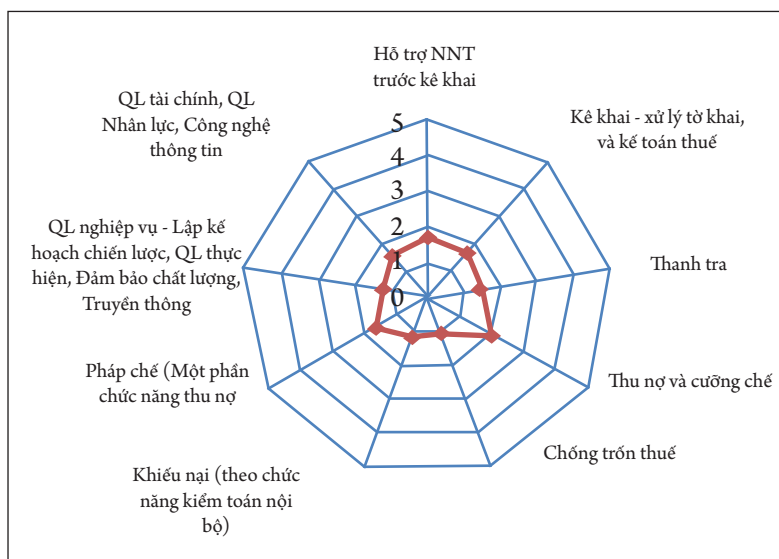 Hỗ trợ NNT
trước kê khai
Kê khai - xử lý tờ khai,
và kế toán thuế
Thanh tra
Thu nợ và cưỡng chế
Chống trốn thuế
Khiếu nại (theo chức
năng kiểm toán nội
bộ)
Pháp chế (Một phần
chức năng thu nợ
QL nghiệp vụ - Lập kế
hoạch chiến lược, QL thực
hiện, Đảm bảo chất lượng,
Truyền thông
QL tài chính, QL
Nhân lực, Công nghệ
thông tin
5
4
3
2
1
0